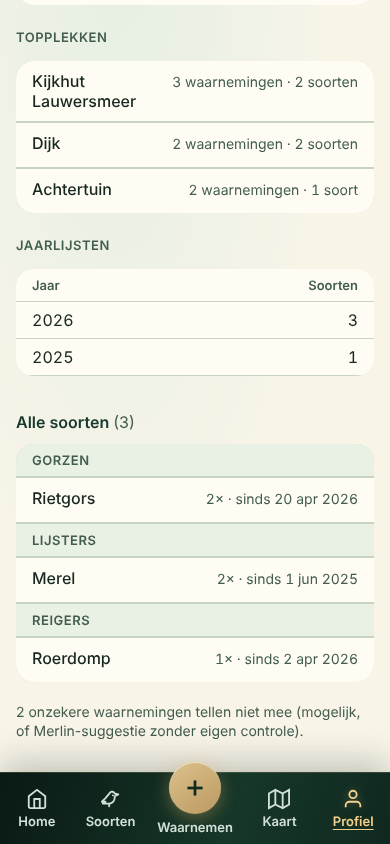 TOPPLEKKEN
Kijkhut Lauwersmeer 3 waarnemingen · 2 soorten
Dijk 2 waarnemingen · 2 soorten
Achtertuin 2 waarnemingen · 1 soort
JAARLIJSTEN
Jaar Soorten
2026 3
2025 1
Alle soorten (3)
GORZEN
Rietgors 2× · sinds 20 apr 2026
LIJSTERS
Merel 2× · sinds 1 jun 2025
REIGERS
Roerdomp 1× · sinds 2 apr 2026
2 onzekere waarnemingen tellen niet mee (mogelijk,
of Merlin-suggestie zonder eigen controle).
Home Soorten Waarnemen Kaart Profiel